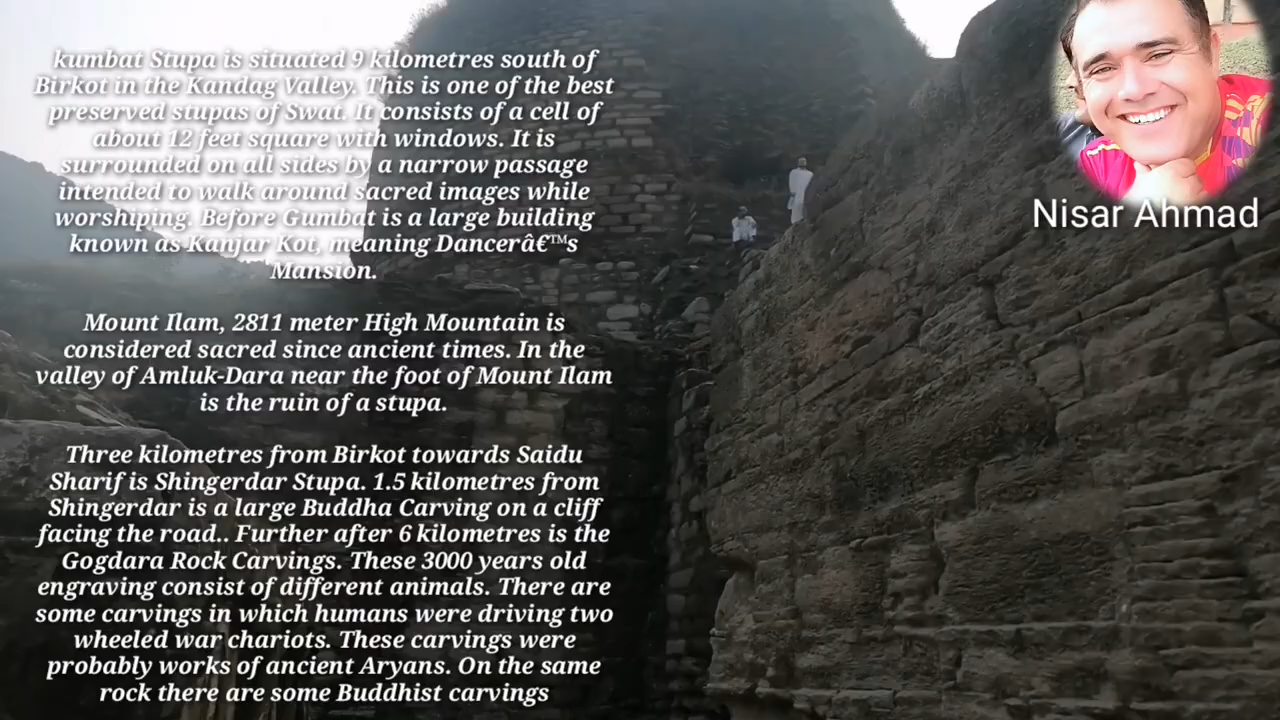 kumbat Stupa is situated 9 kilometres south of
Birkot in the Kandag Valley. This is one of the best
preserved stupas of Swat. It consists of a cell of
about 12 feet square with windows. It is
surrounded on all sides by a narrow passage
intended to walk around sacred images while
worshiping. Before Gumbat is a large building
known as Kanjar Kot, meaning Dancerâ€™s
Mansion.
Mount Ilam, 2811 meter High Mountain is
considered sacred since ancient times. In the
valley of Amluk-Dara near the foot of Mount Ilam
is the ruin of a stupa.
Three kilometres from Birkot towards Saidu
Sharif is Shingerdar Stupa. 1.5 kilometres from
Shingerdar is a large Buddha Carving on a cliff
facing the road.. Further after 6 kilometres is the
Gogdara Rock Carvings. These 3000 years old
engraving consist of different animals. There are
some carvings in which humans were driving two
wheeled war chariots. These carvings were
probably works of ancient Aryans. On the same
rock there are some Buddhist carvings
Nisar Ahmad